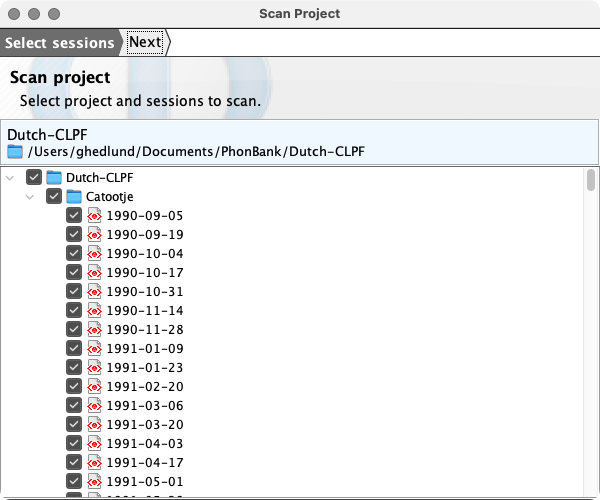 Scan Project
Select sessions
Next
Scan project
Select project and sessions to scan.
Dutch-CLPF
/Users/ghedlund/Documents/PhonBank/Dutch-CLPF
Dutch-CLPF
Catootje
1990-09-05
1990-09-19
1990-10-04
1990-10-17
1990-10-31
1990-11-14
1990-11-28
1991-01-09
1991-01-23
1991-02-20
1991-03-06
1991-03-20
1991-04-03
1991-04-17
1991-05-01